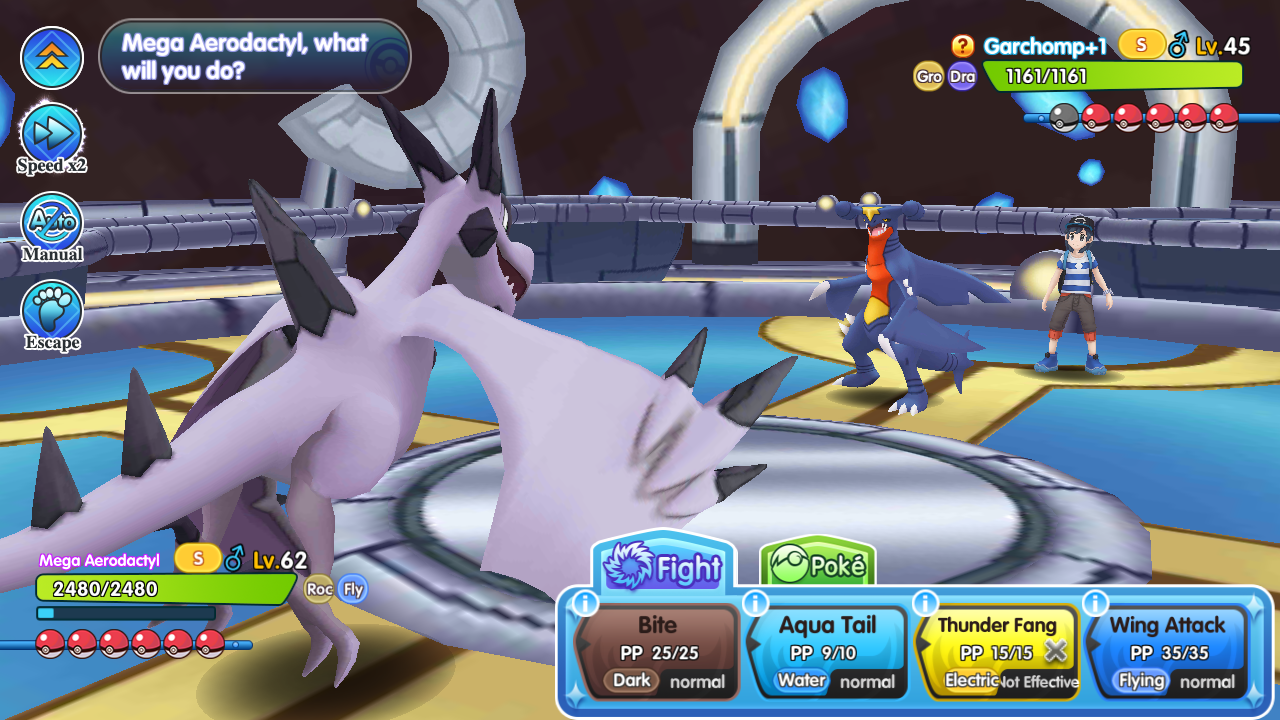 Mega Aerodactyl, what
will you do?
Garchomp+1 S Lv.45
Gro Dra 1161/1161
Speed x2
Auto
Manual
Escape
Mega Aerodactyl S Lv.62
2480/2480 Roc Fly
Fight Poké
Bite
PP 25/25
Dark normal
Aqua Tail
PP 9/10
Water normal
Thunder Fang
PP 15/15
Electric Not Effective
Wing Attack
PP 35/35
Flying normal